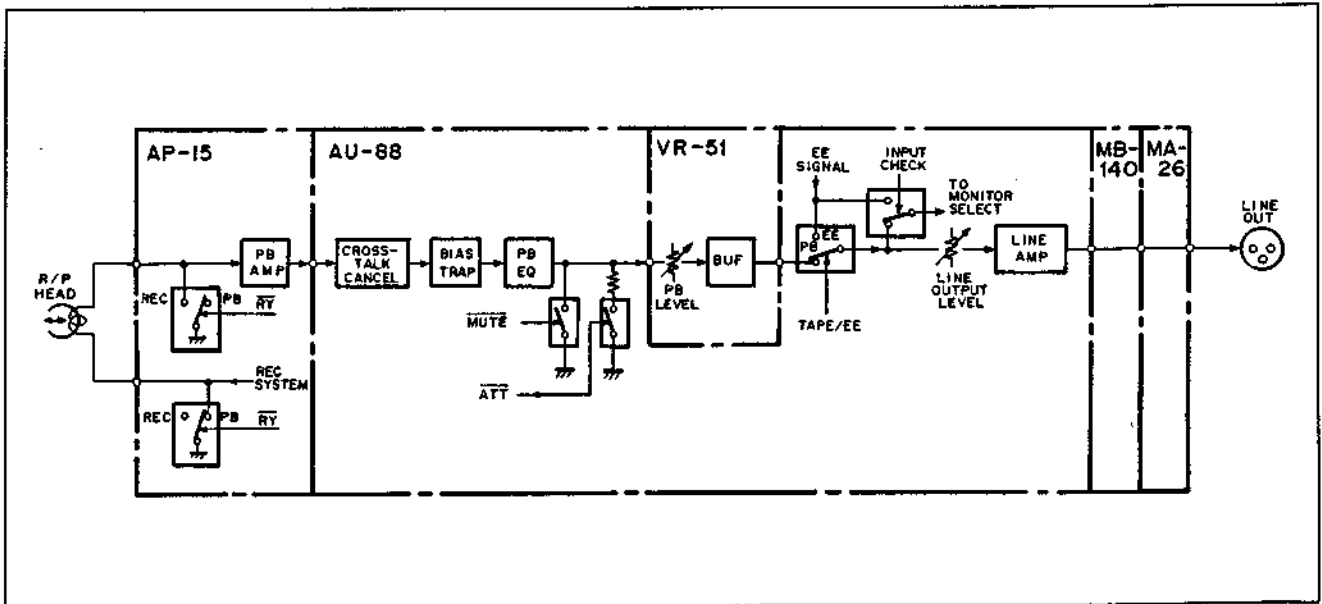 AP-15
AU-88
VR-51
MB-
140
MA-
26
EE
SIGNAL
INPUT
CHECK
TO
MONITOR
SELECT
LINE
OUT
R/P
HEAD
PB
AMP
CROSS-
TALK
CANCEL
BIAS
TRAP
PB
EQ
PB
LEVEL
BUF
PB
EE
LINE
OUTPUT
LEVEL
LINE
AMP
REC
PB
RY
MUTE
TAPE/EE
REC
SYSTEM
ATT
REC
PB
RY